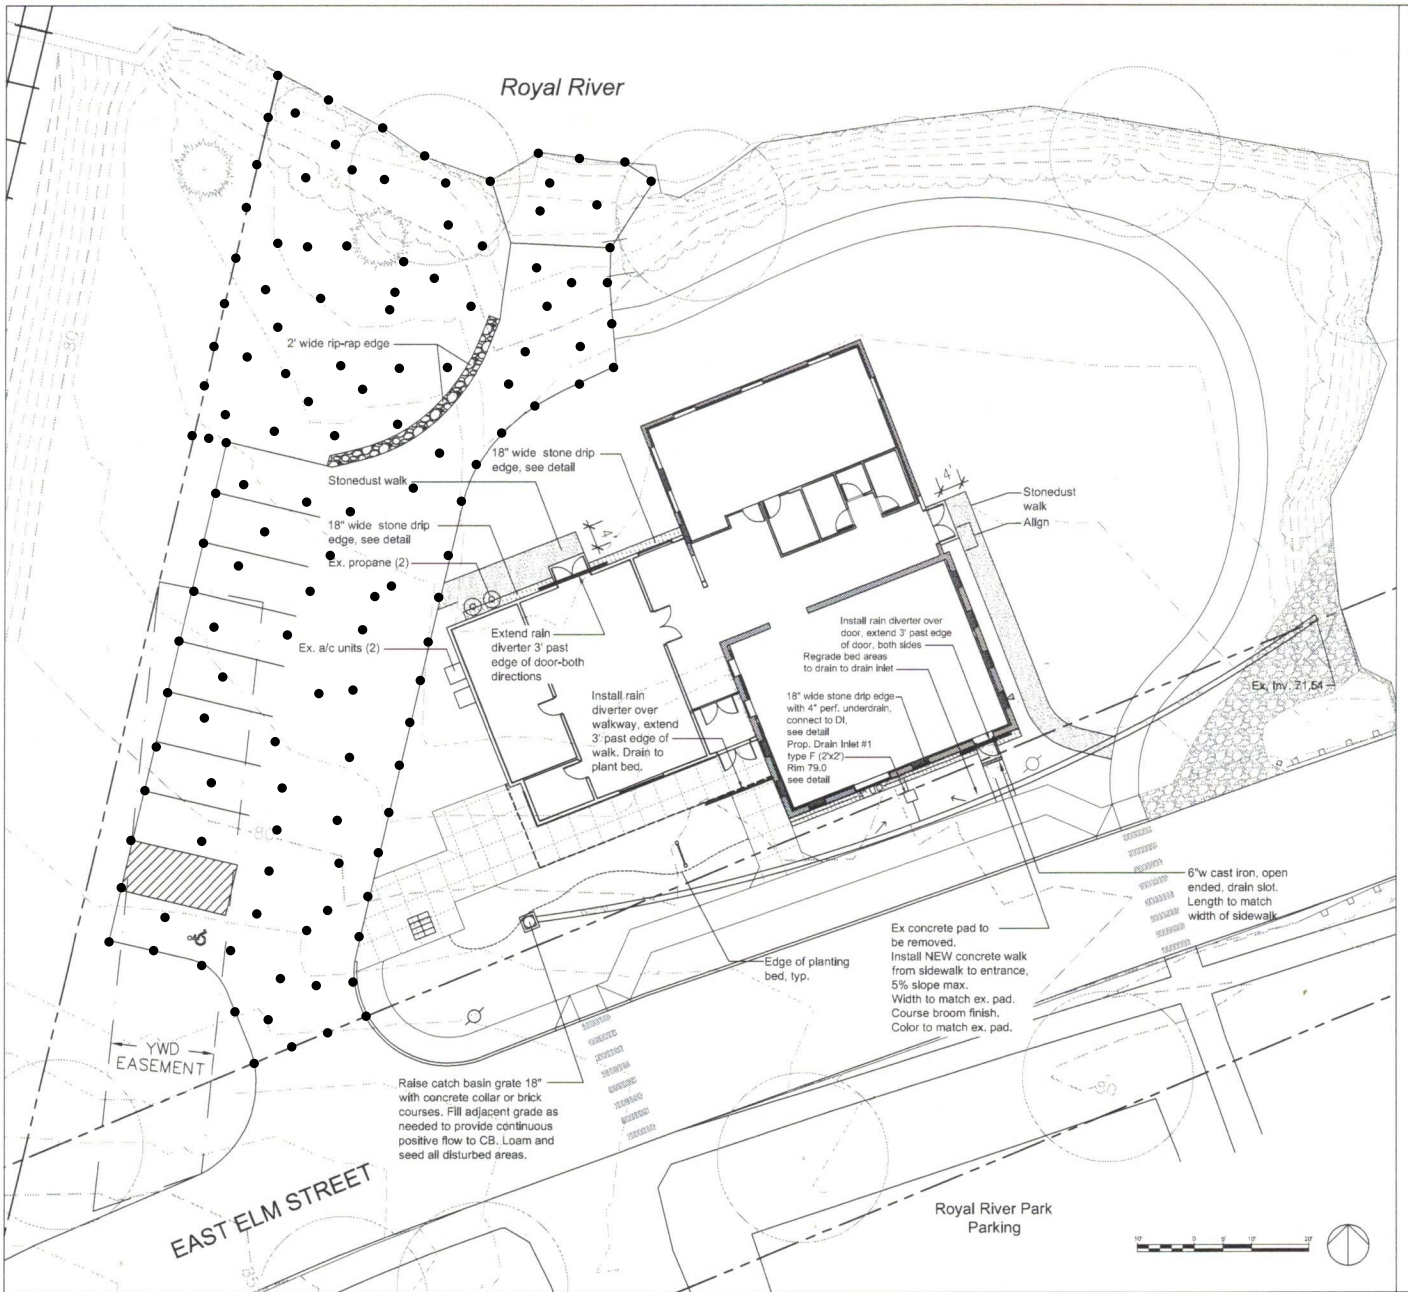 Royal River
75
80
2' wide rip-rap edge
18" wide stone drip
edge, see detail
Stonedust walk
4'
4'
Stonedust
walk
Align
18" wide stone drip
edge, see detail
Ex. propane (2)
Extend rain
diverter 3' past
edge of door-both
directions
Ex. a/c units (2)
Install rain diverter over
door, extend 3' past edge
of door, both sides
Regrade bed areas
to drain to drain inlet
Ex. Inv. 71.54
Install rain
diverter over
walkway, extend
3' past edge of
walk. Drain to
plant bed.
18" wide stone drip edge
with 4" perf. underdrain,
connect to DI,
see detail
Prop. Drain Inlet #1
type F (2'x2')
Rim 79.0
see detail
80
6"w cast iron, open
ended, drain slot.
Length to match
width of sidewalk
Ex concrete pad to
be removed.
Install NEW concrete walk
from sidewalk to entrance,
5% slope max.
Width to match ex. pad.
Course broom finish.
Color to match ex. pad.
Edge of planting
bed, typ.
YWD
EASEMENT
Raise catch basin grate 18"
with concrete collar or brick
courses. Fill adjacent grade as
needed to provide continuous
positive flow to CB. Loam and
seed all disturbed areas.
80
EAST ELM STREET
Royal River Park
Parking
85
10' 0 5' 10' 20'